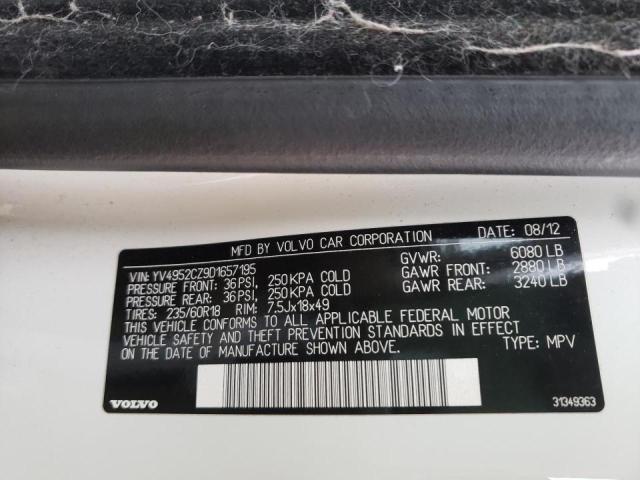 MFD BY VOLVO CAR CORPORATION DATE: 08/12
VIN: YV4952CZ9D1657195 GVWR: 6080 LB
PRESSURE FRONT: 36 PSI, 250 KPA COLD GAWR FRONT: 2880 LB
PRESSURE REAR: 36 PSI, 250 KPA COLD GAWR REAR: 3240 LB
TIRES: 235/60R18 RIM: 7.5Jx18x49
THIS VEHICLE CONFORMS TO ALL APPLICABLE FEDERAL MOTOR
VEHICLE SAFETY AND THEFT PREVENTION STANDARDS IN EFFECT
ON THE DATE OF MANUFACTURE SHOWN ABOVE. TYPE: MPV
VOLVO 31349363